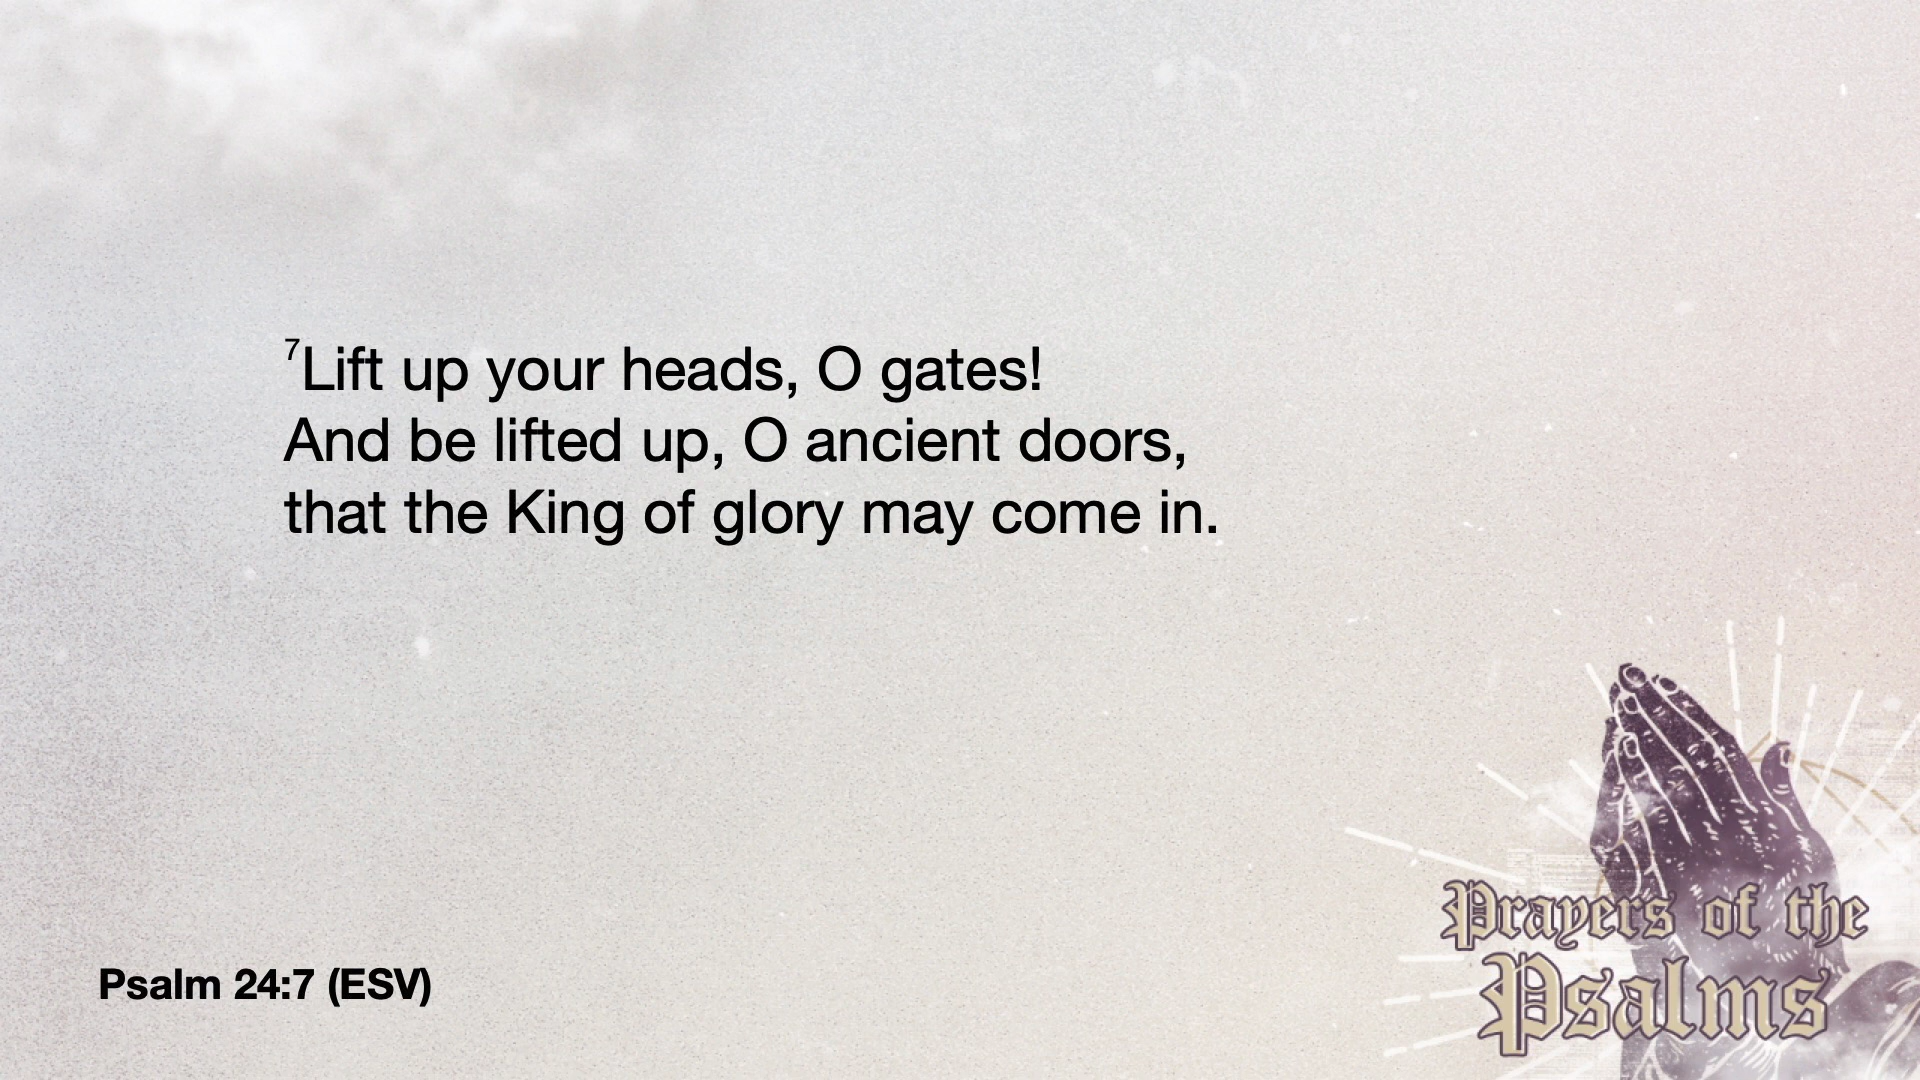 ⁷Lift up your heads, O gates!
And be lifted up, O ancient doors,
that the King of glory may come in.
Psalm 24:7 (ESV)
Prayers of the
Psalms